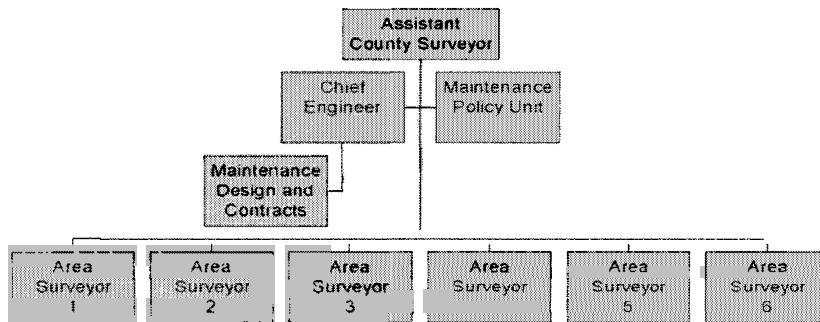 Assistant
County Surveyor
Chief
Engineer
Maintenance
Policy Unit
Maintenance
Design and
Contracts
Area
Surveyor
1
Area
Surveyor
2
Area
Surveyor
3
Area
Surveyor
Area
Surveyor
5
Area
Surveyor
6